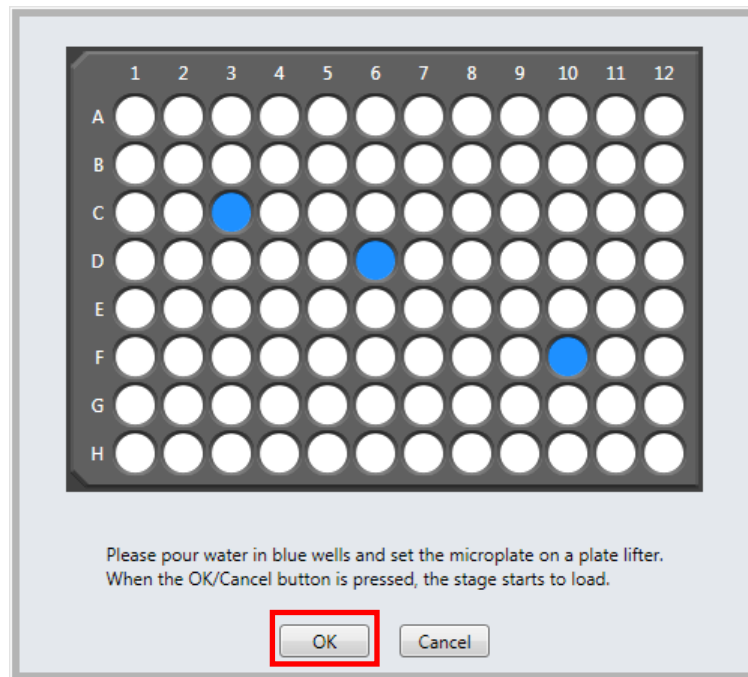 1 2 3 4 5 6 7 8 9 10 11 12
A
B
C
D
E
F
G
H
Please pour water in blue wells and set the microplate on a plate lifter.
When the OK/Cancel button is pressed, the stage starts to load.
OK Cancel